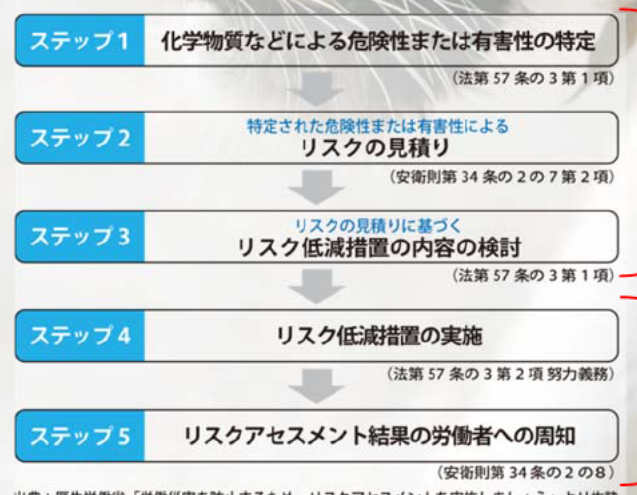 ステップ1 化学物質などによる危険性または有害性の特定
(法第57条の3第1項)
ステップ2 特定された危険性または有害性による
リスクの見積り
(安衛則第34条の2の7第2項)
ステップ3 リスクの見積りに基づく
リスク低減措置の内容の検討
(法第57条の3第1項)
ステップ4 リスク低減措置の実施
(法第57条の3第2項 努力義務)
ステップ5 リスクアセスメント結果の労働者への周知
(安衛則第34条の2の8)